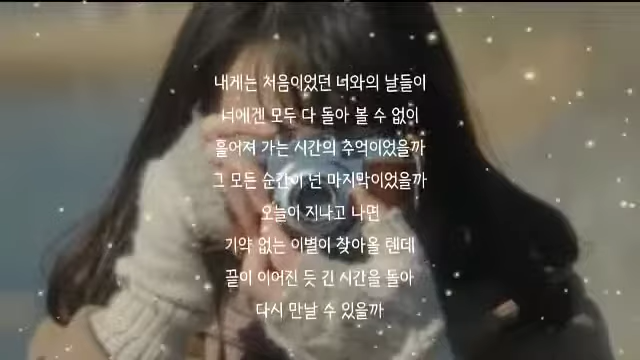 내게는 처음이었던 너와의 날들이
너에겐 모두 다 돌아 볼 수 없이
흩어져 가는 시간의 추억이었을까
그 모든 순간이 넌 마지막이었을까
오늘이 지나고 나면
기약 없는 이별이 찾아올 텐데
끝이 이어진 듯 긴 시간을 돌아
다시 만날 수 있을까